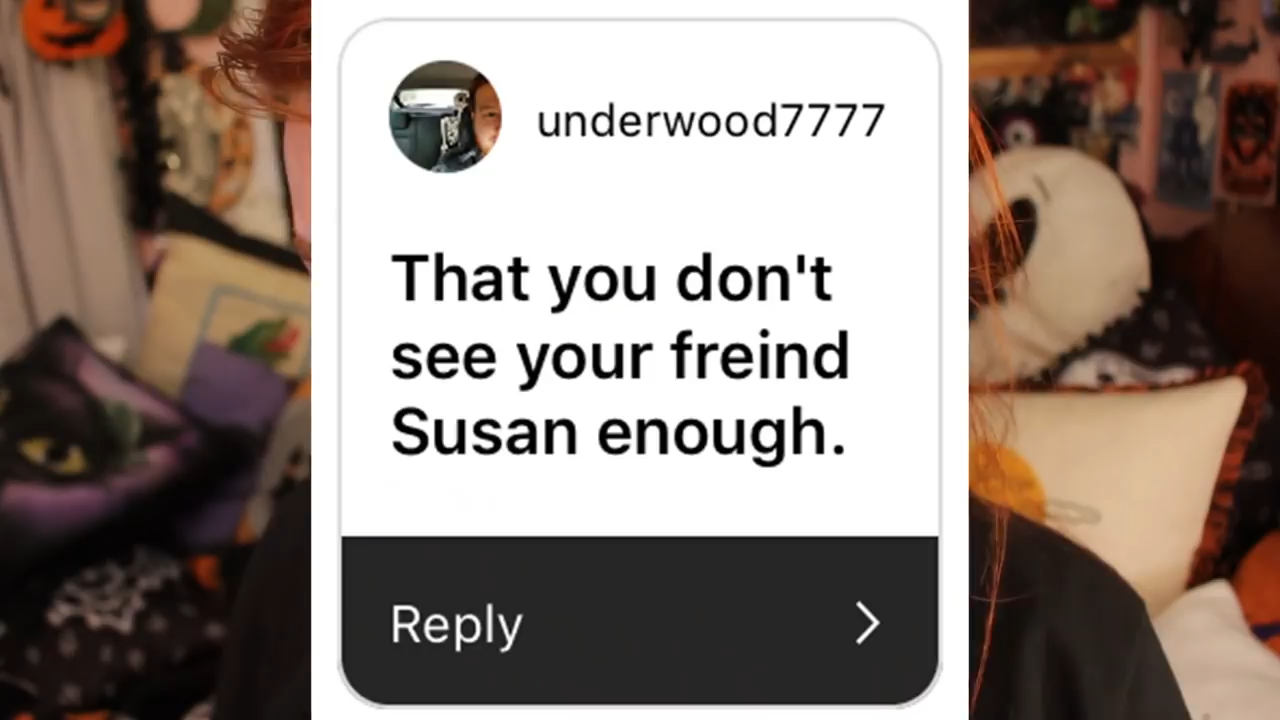 underwood7777
That you don't
see your freind
Susan enough.
Reply